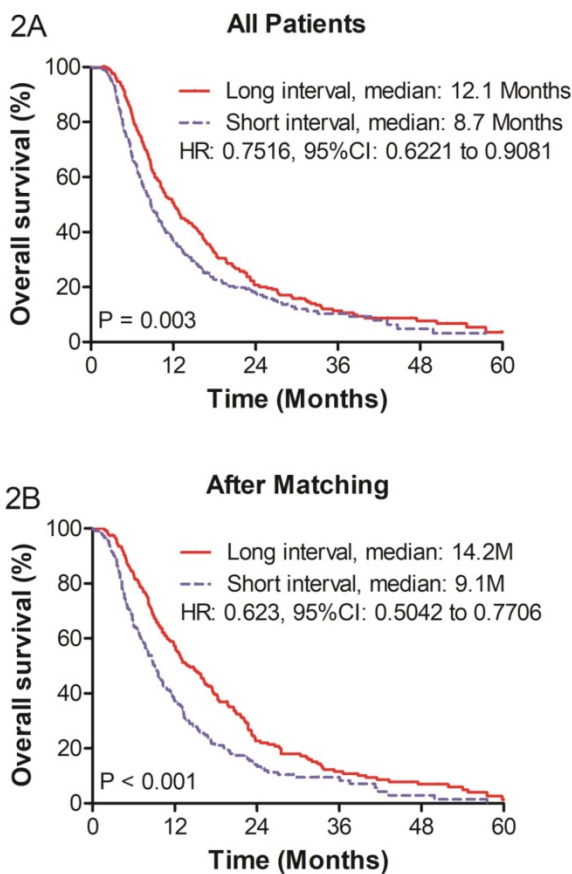 2A
All Patients
Overall survival (%)
100
80
60
40
20
0
Long interval, median: 12.1 Months
Short interval, median: 8.7 Months
HR: 0.7516, 95%CI: 0.6221 to 0.9081
P = 0.003
0 12 24 36 48 60
Time (Months)
2B
After Matching
Overall survival (%)
100
80
60
40
20
0
Long interval, median: 14.2M
Short interval, median: 9.1M
HR: 0.623, 95%CI: 0.5042 to 0.7706
P < 0.001
0 12 24 36 48 60
Time (Months)